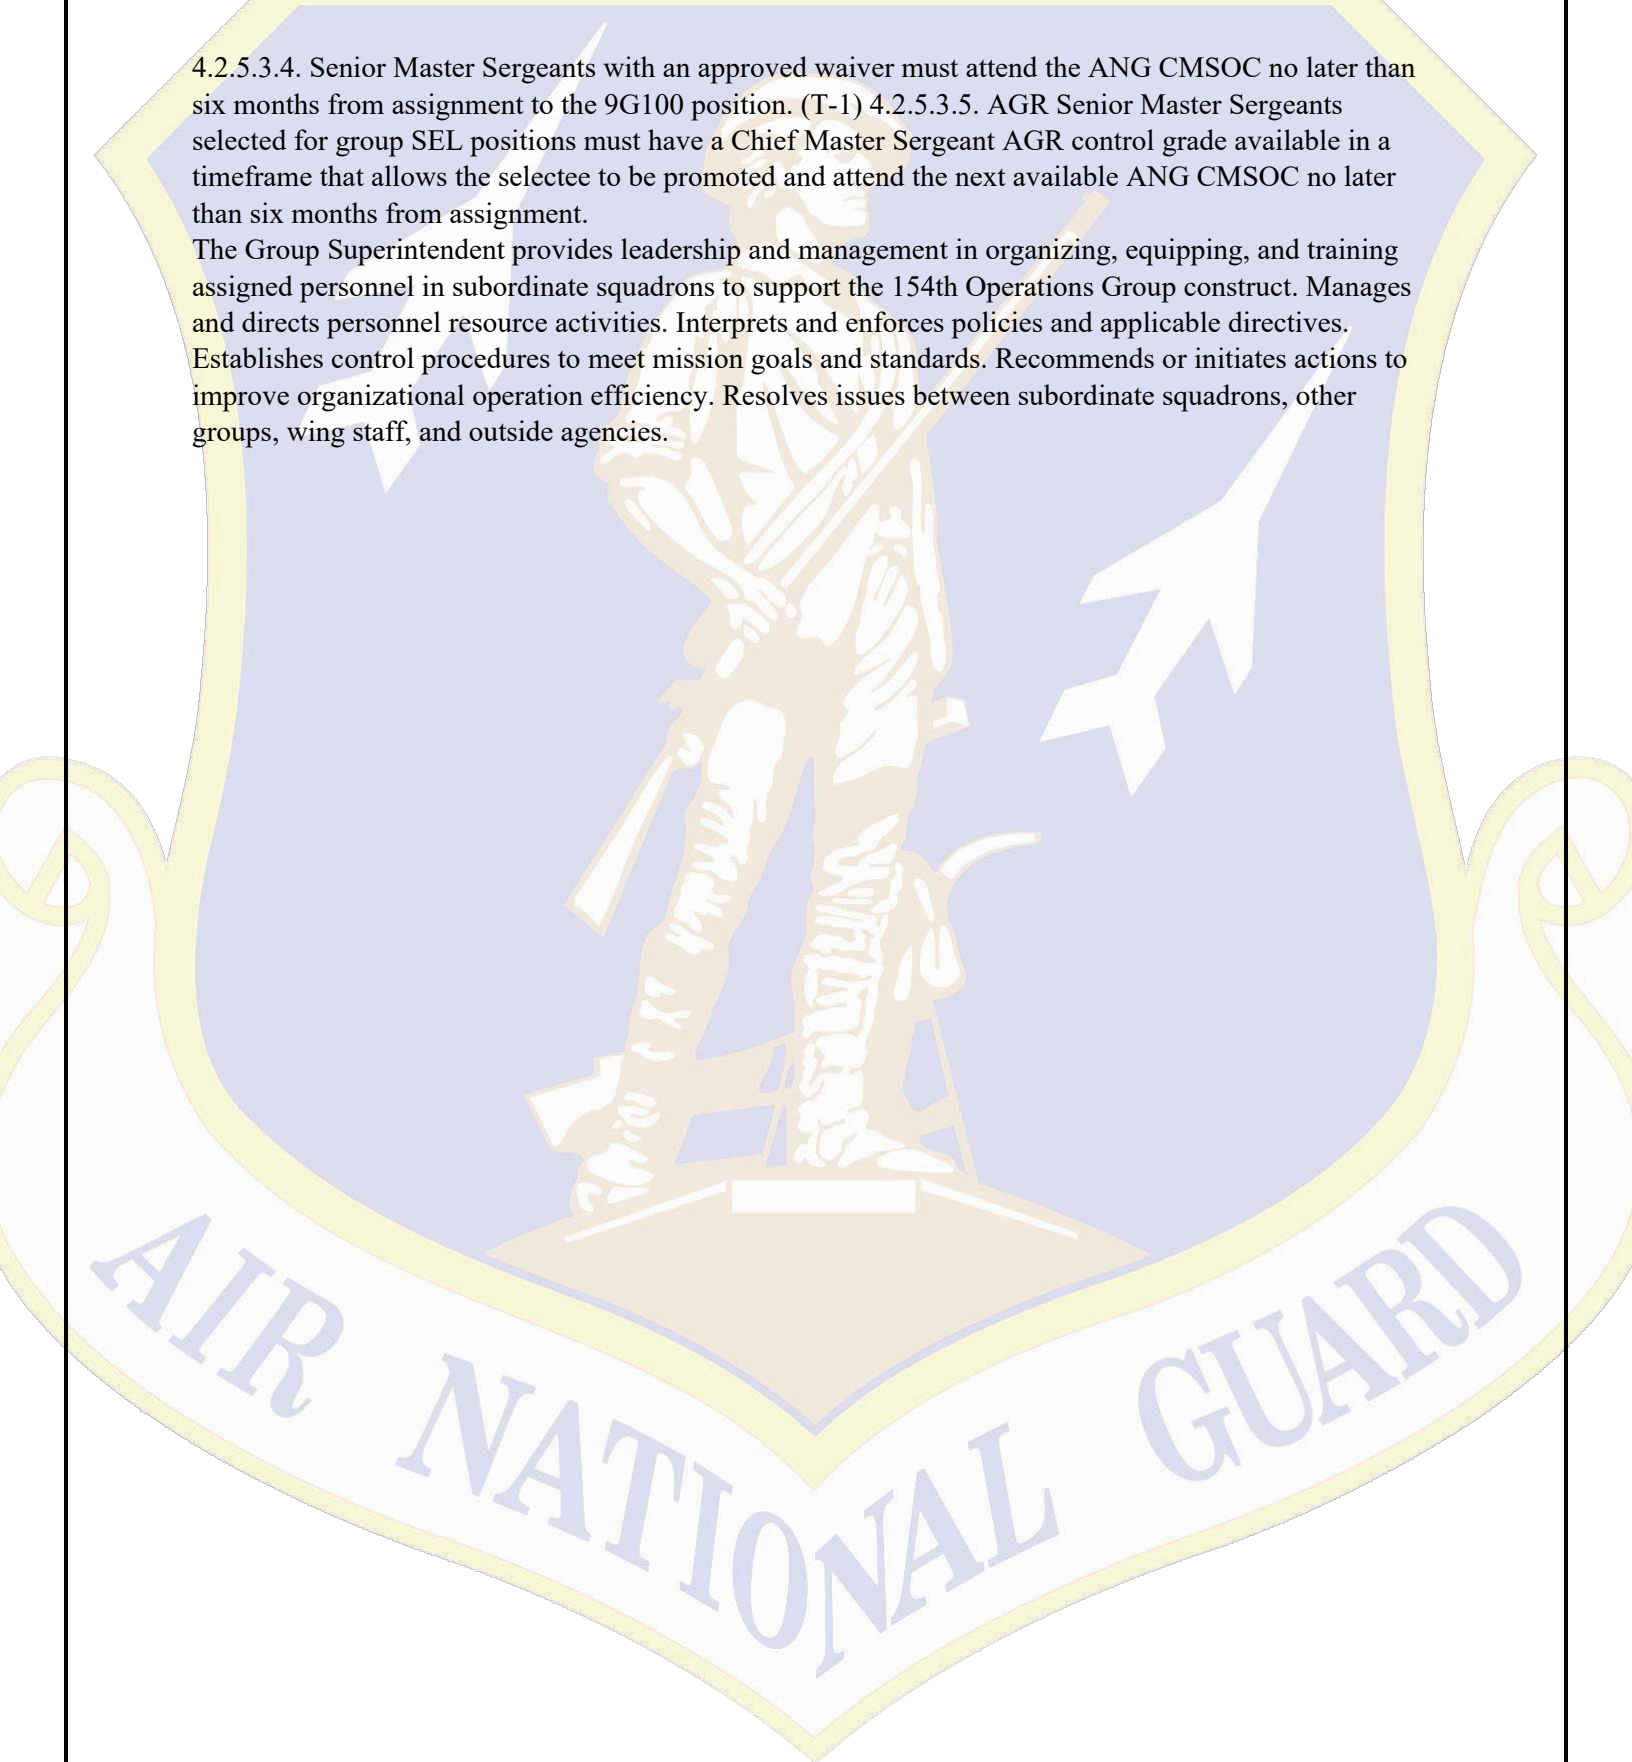 4.2.5.3.4. Senior Master Sergeants with an approved waiver must attend the ANG CMSOC no later than
six months from assignment to the 9G100 position. (T-1) 4.2.5.3.5. AGR Senior Master Sergeants
selected for group SEL positions must have a Chief Master Sergeant AGR control grade available in a
timeframe that allows the selectee to be promoted and attend the next available ANG CMSOC no later
than six months from assignment.
The Group Superintendent provides leadership and management in organizing, equipping, and training
assigned personnel in subordinate squadrons to support the 154th Operations Group construct. Manages
and directs personnel resource activities. Interprets and enforces policies and applicable directives.
Establishes control procedures to meet mission goals and standards. Recommends or initiates actions to
improve organizational operation efficiency. Resolves issues between subordinate squadrons, other
groups, wing staff, and outside agencies.
AIR NATIONAL GUARD